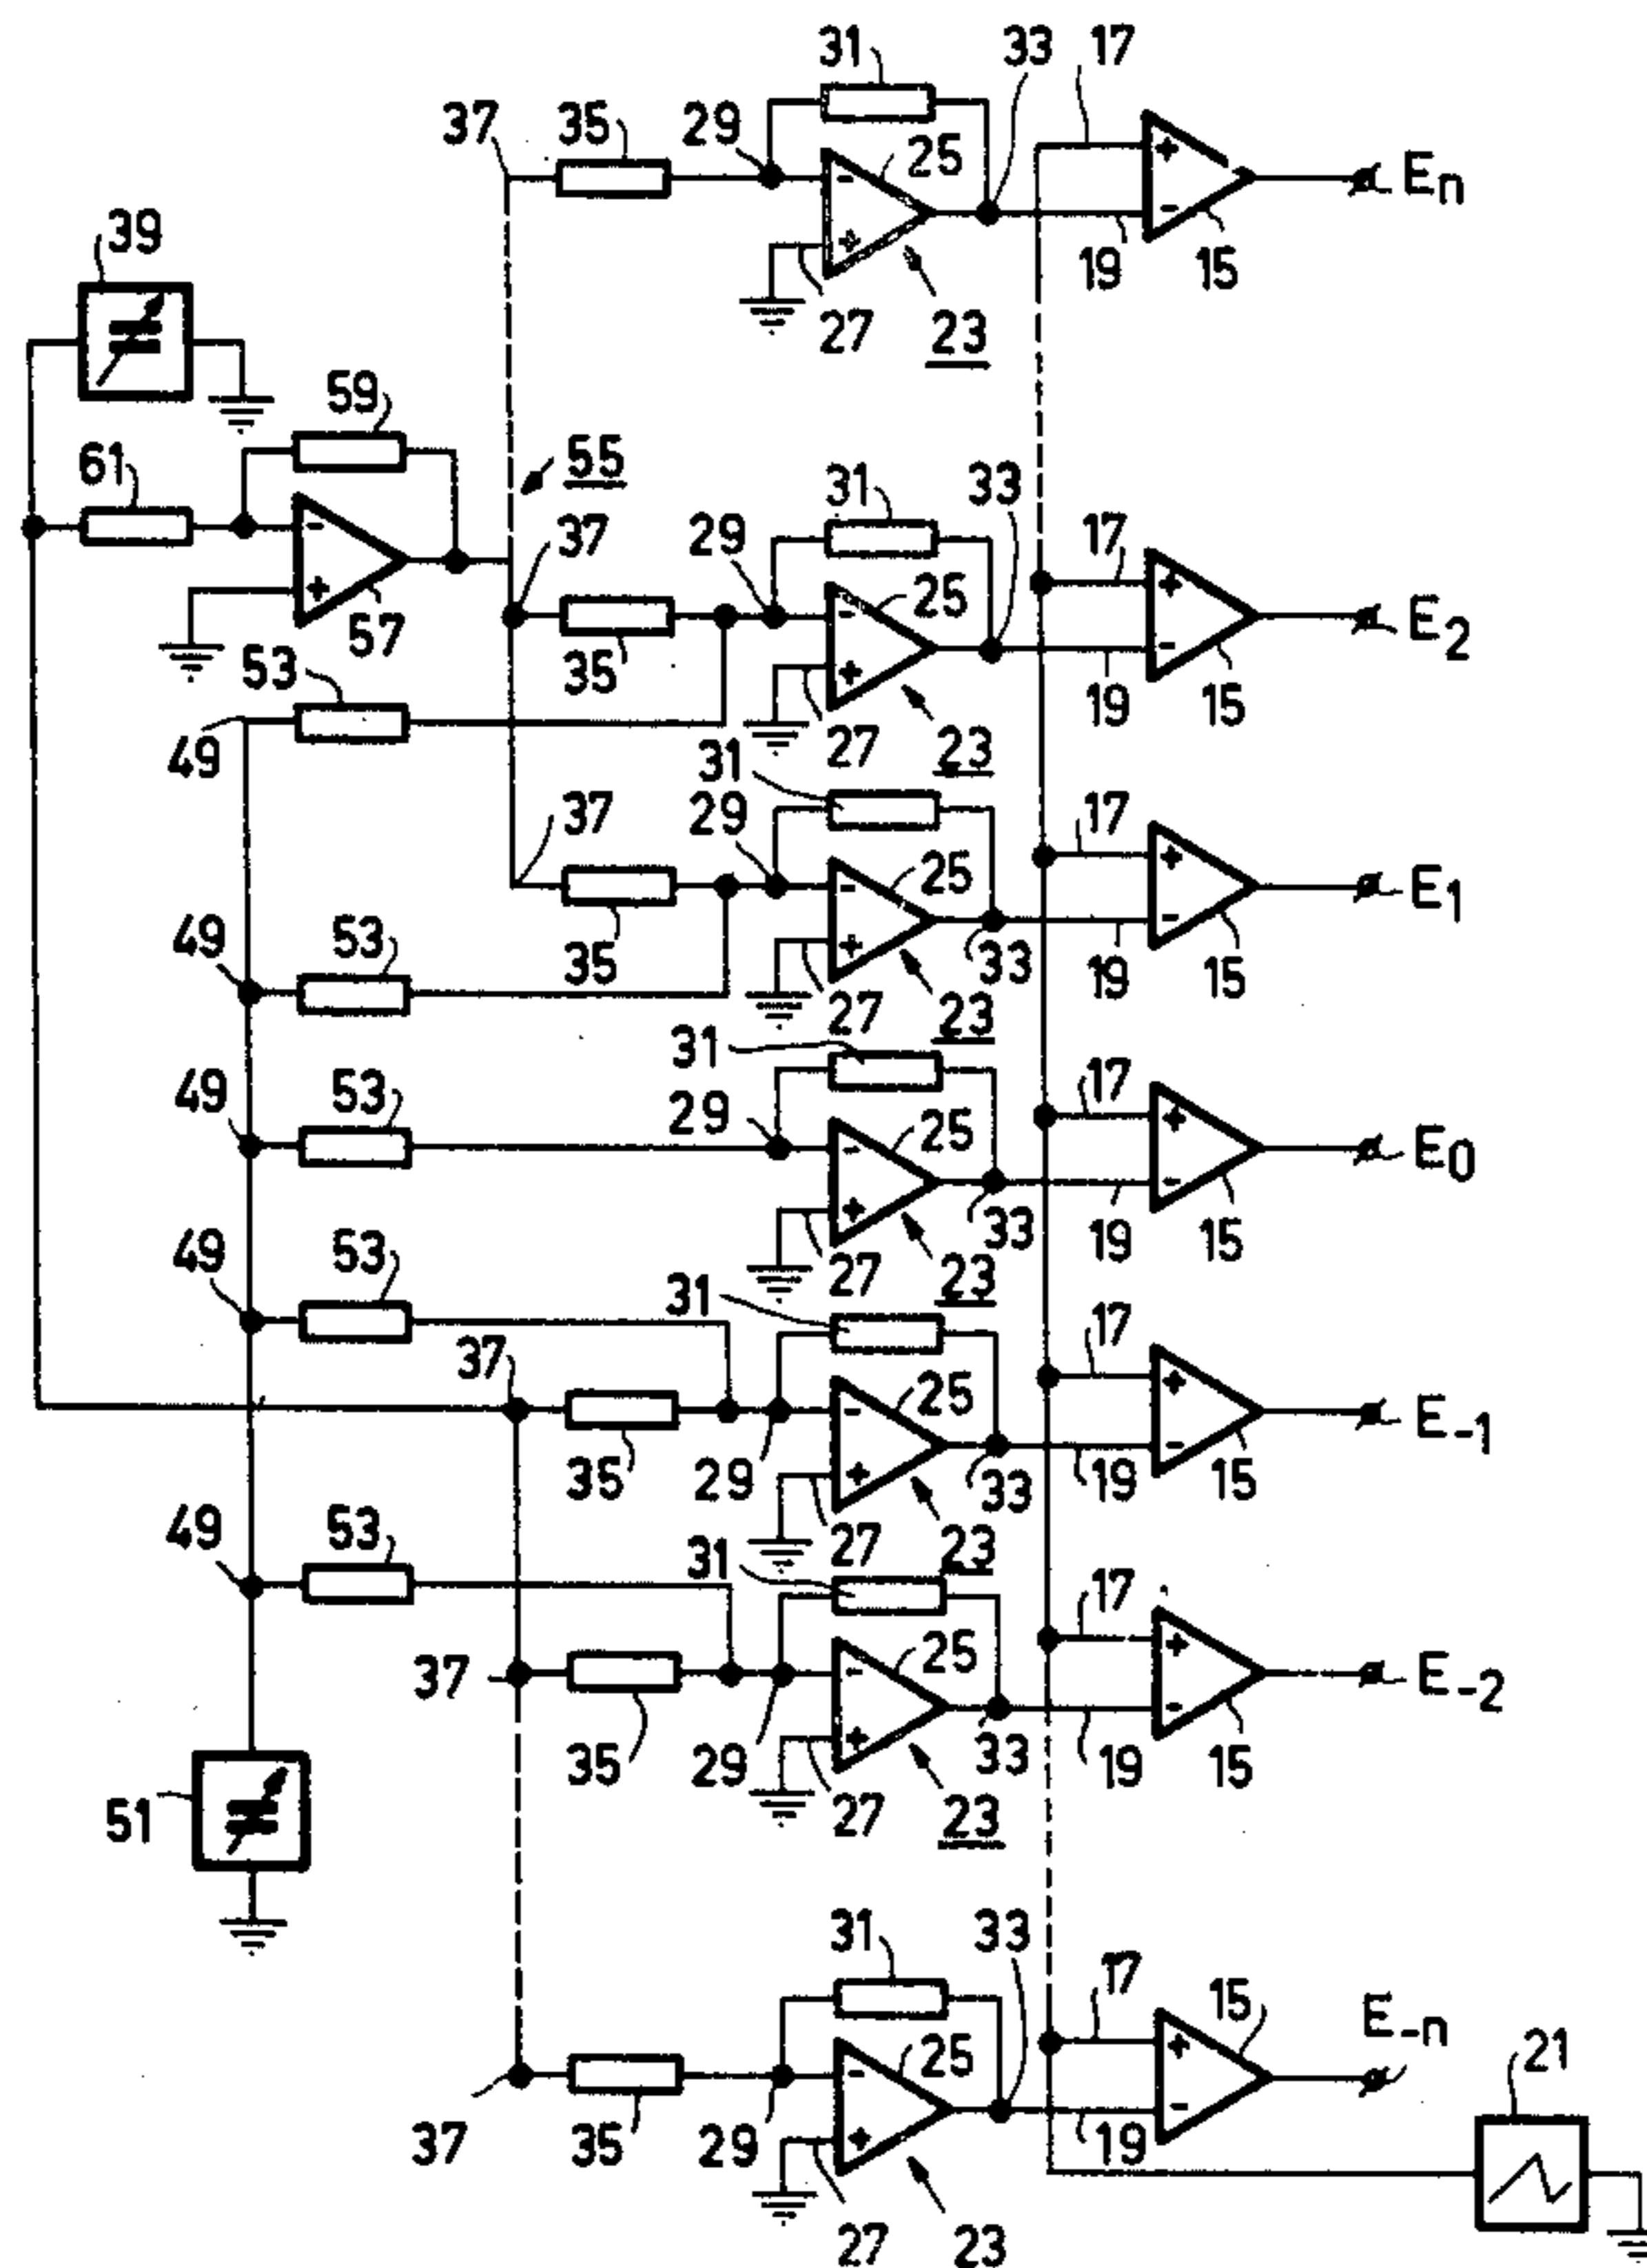 31 33 17
37 35 29 25 En
39 19 15
27 23
59
61 55 31 33
37 29 25 17 E2
57 35
53 19 15
49 27 23
31
37 29 25 17 E1
49 53 35 33 19 15
27 23
31
49 53 29 25 17 E0
33 19 15
49 53 27 23
31 17
37 25 E-1
35 29 33 19 15
49 53 27 23
31 17
37 25 E-2
35 29 33 19 15
51 27 23
31 33 17 15 E-n
25 21
37 35 29 19
27 23